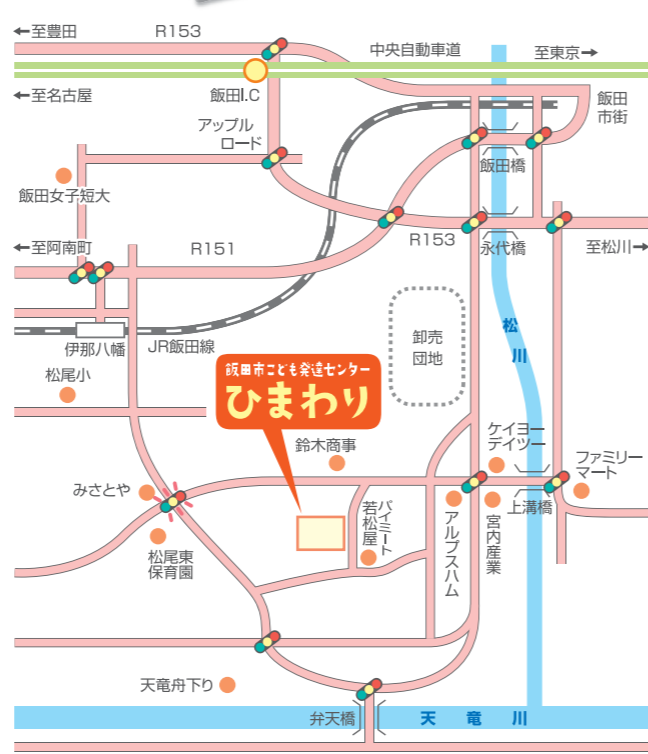 ←至豊田
R153
中央自動車道
至東京→
←至名古屋
飯田I.C
飯田
市街
アップル
ロード
飯田橋
飯田女子短大
←至阿南町
R151
R153
永代橋
至松川→
松川
卸売
団地
伊那八幡
JR飯田線
松尾小
飯田市こども発達センター
ひまわり
鈴木商事
ケイヨー
デイツー
ファミリー
マート
みさとや
上溝橋
松尾東
保育園
パイミート
若松屋
アルプスハム
宮内産業
天竜舟下り
弁天橋
天竜川